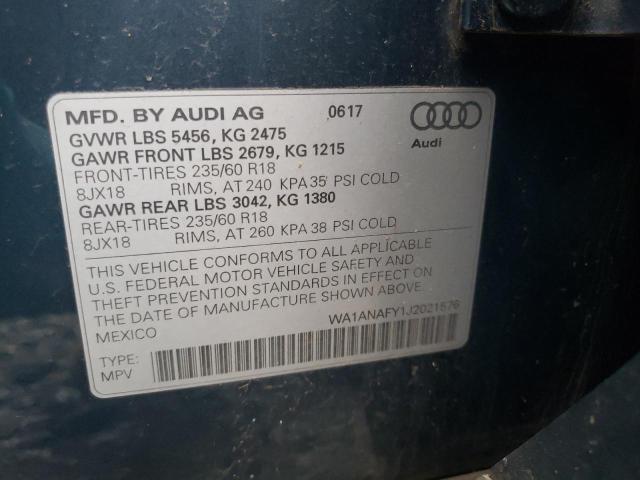 MFD. BY AUDI AG 0617
GVWR LBS 5456, KG 2475
GAWR FRONT LBS 2679, KG 1215
FRONT-TIRES 235/60 R18
8JX18 RIMS, AT 240 KPA 35 PSI COLD
GAWR REAR LBS 3042, KG 1380
REAR-TIRES 235/60 R18
8JX18 RIMS, AT 260 KPA 38 PSI COLD
Audi
THIS VEHICLE CONFORMS TO ALL APPLICABLE
U.S. FEDERAL MOTOR VEHICLE SAFETY AND
THEFT PREVENTION STANDARDS IN EFFECT ON
THE DATE OF MANUFACTURE SHOWN ABOVE.
MEXICO
WA1ANAFY1J2021576
TYPE:
MPV